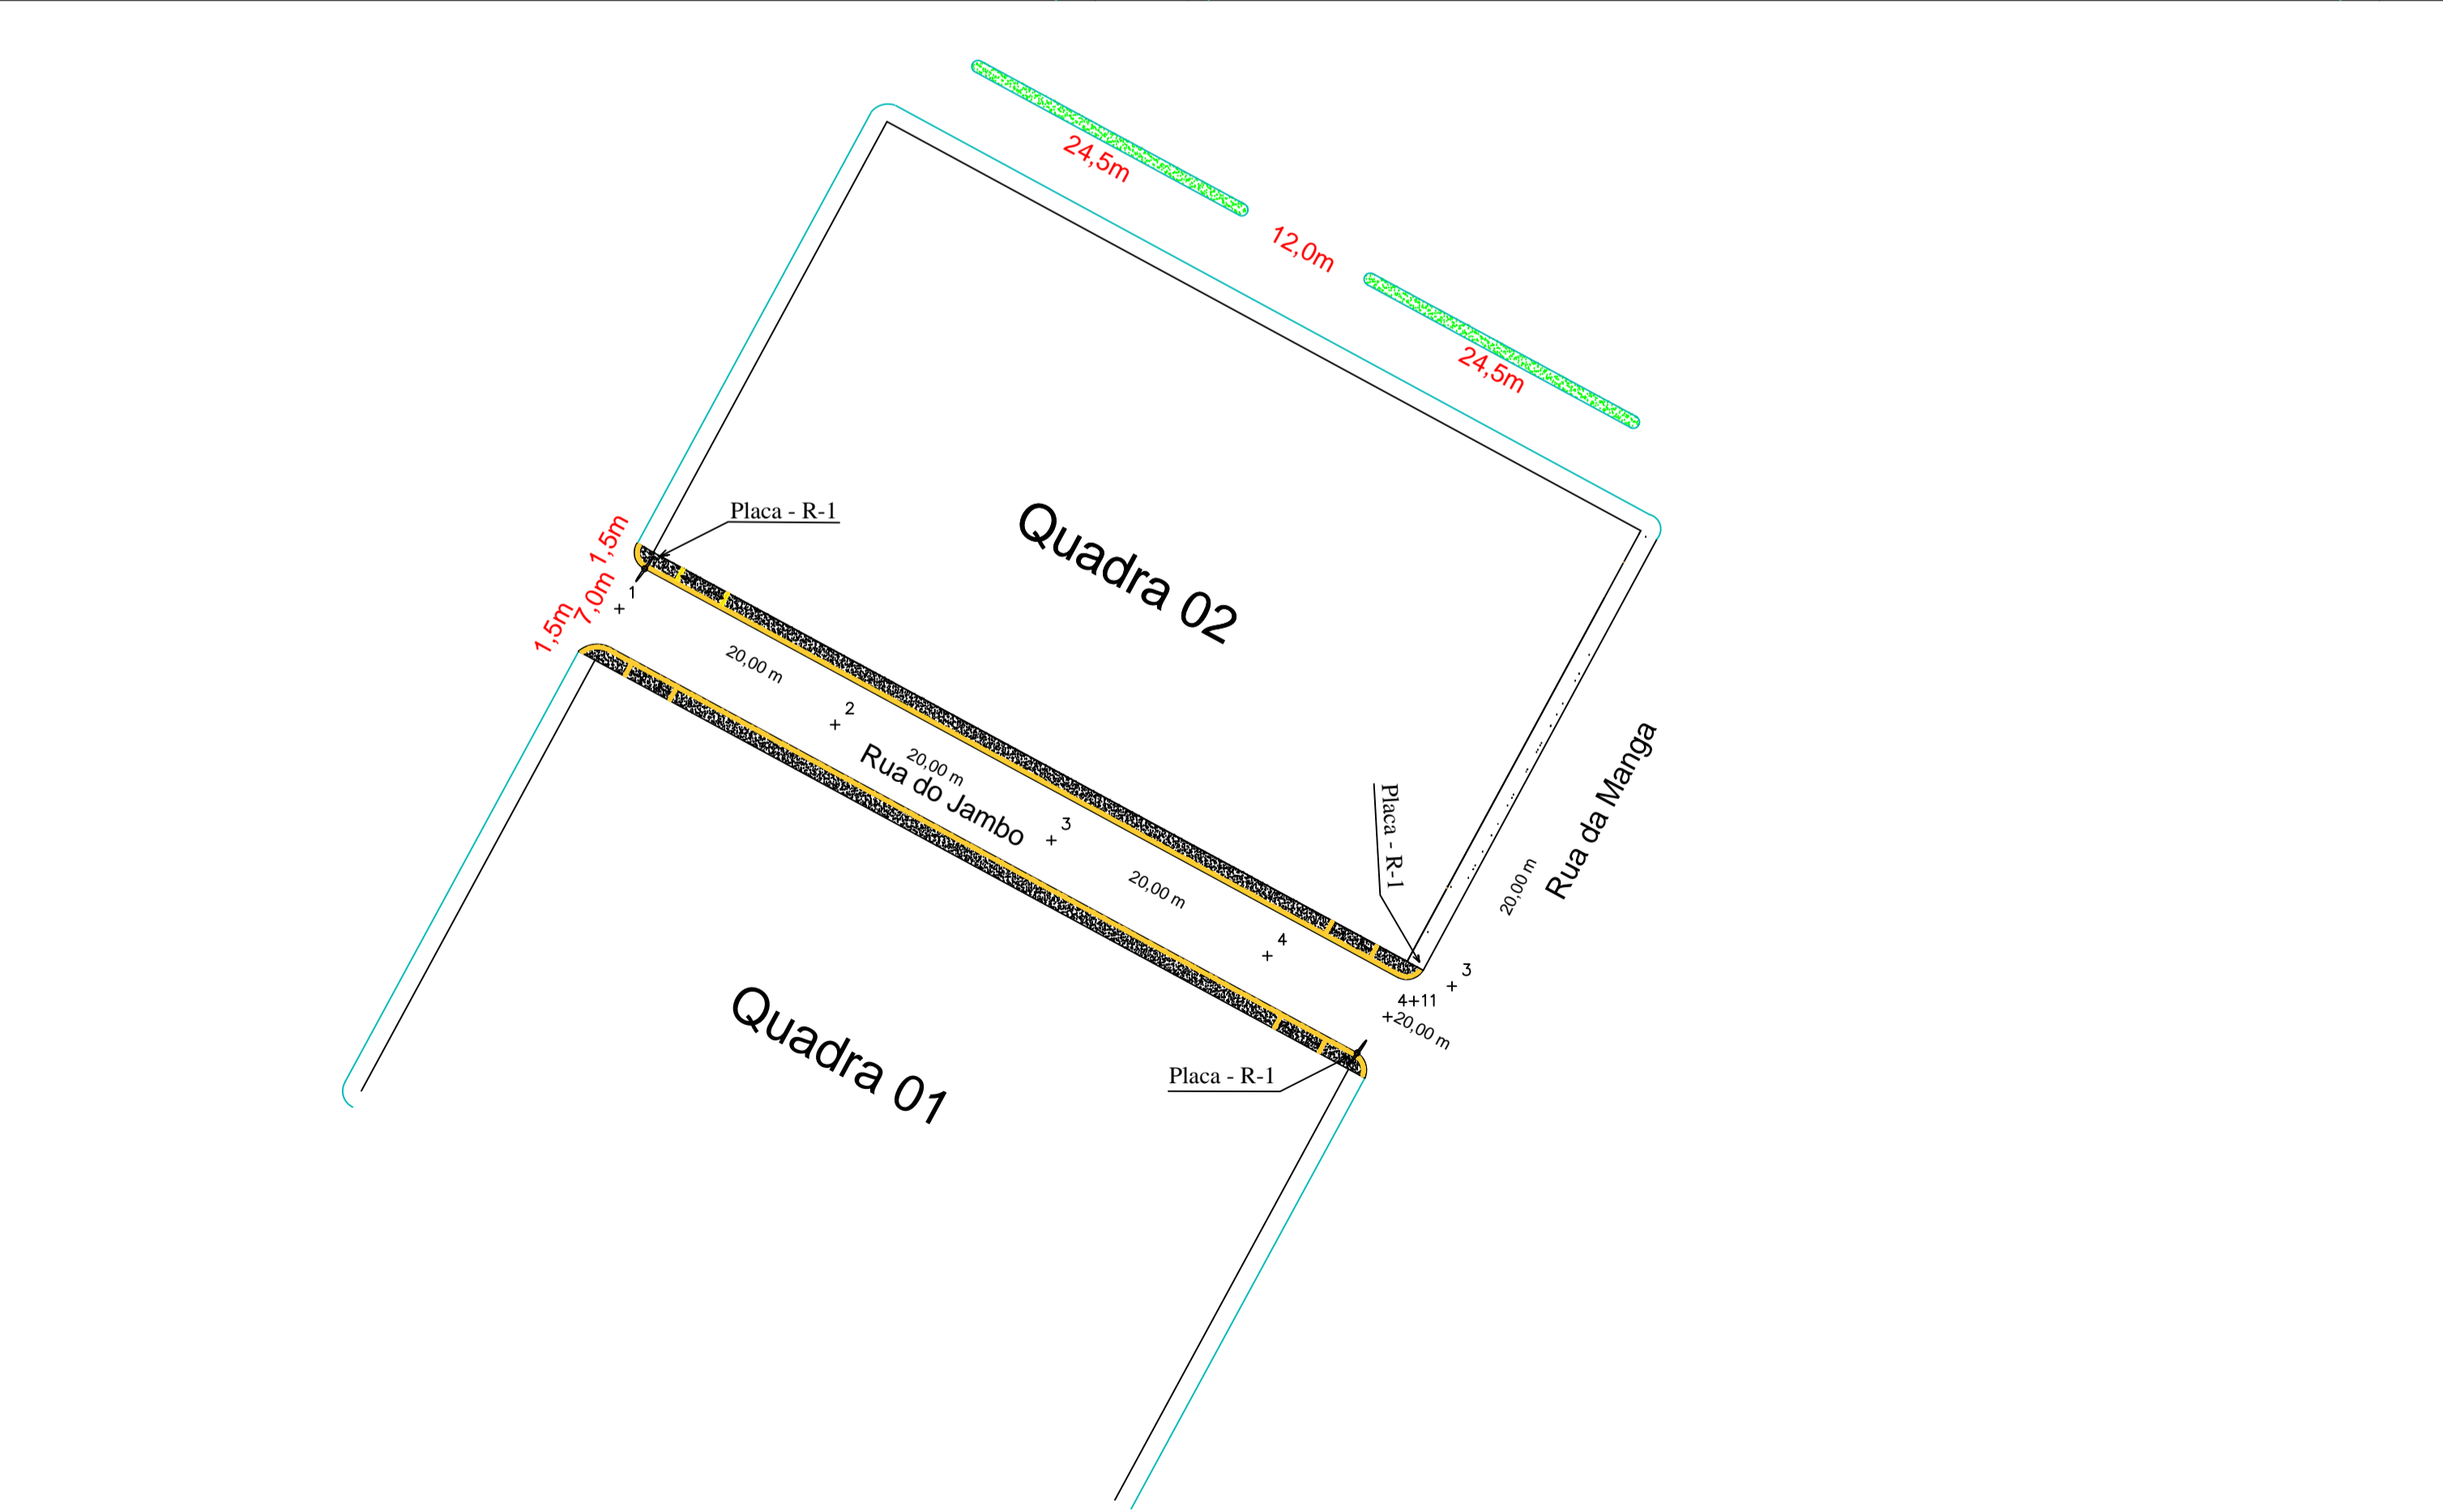 24,5m
12,0m
24,5m
Placa - R-1
Quadra 02
1,5m
7,0m
1,5m
1
20,00 m
2
20,00 m
Rua do Jambo
3
20,00 m
4
Placa - R-1
Rua da Manga
20,00 m
3
4+11
20,00 m
Quadra 01
Placa - R-1